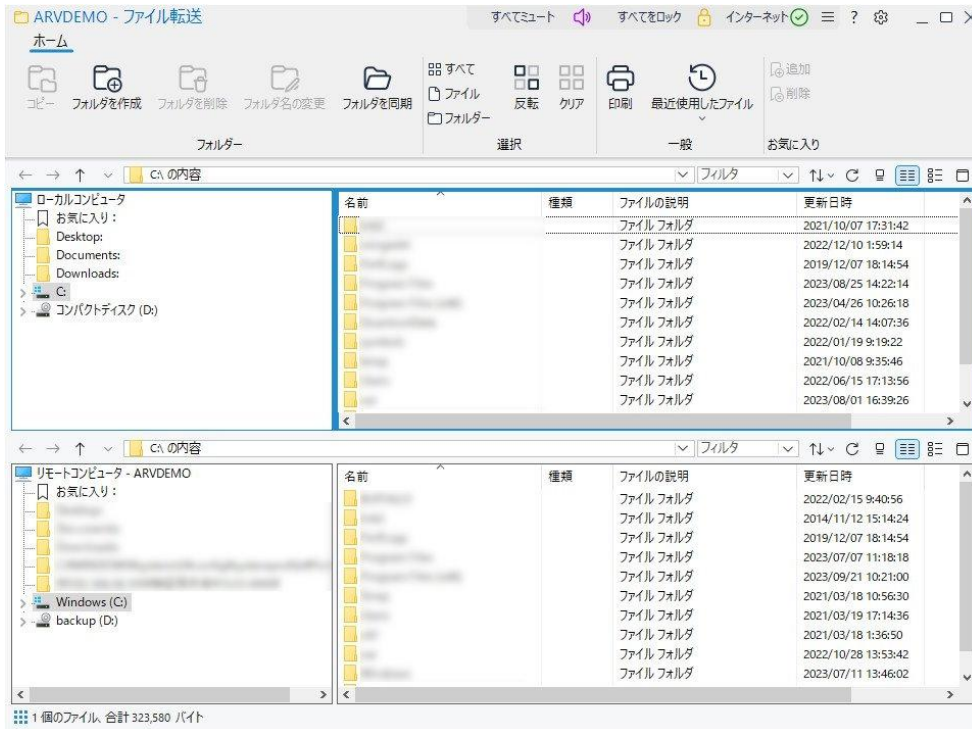 ARVDEMO - ファイル転送 すべてミュート すべてをロック インターネット ?
ホーム
コピー フォルダを作成 フォルダを削除 フォルダ名の変更 フォルダを同期 すべて ファイル フォルダー 反転 クリア 印刷 最近使用したファイル 追加 削除
フォルダー 選択 一般 お気に入り
C:\ の内容 フィルタ
ローカルコンピュータ
お気に入り:
Desktop:
Documents:
Downloads:
C:
コンパクトディスク (D:)
名前 種類 ファイルの説明 更新日時
ファイル フォルダ 2021/10/07 17:31:42
ファイル フォルダ 2022/12/10 1:59:14
ファイル フォルダ 2019/12/07 18:14:54
ファイル フォルダ 2023/08/25 14:22:14
ファイル フォルダ 2023/04/26 10:26:18
ファイル フォルダ 2022/02/14 14:07:36
ファイル フォルダ 2022/01/19 9:19:22
ファイル フォルダ 2021/10/08 9:35:46
ファイル フォルダ 2022/06/15 17:13:56
ファイル フォルダ 2023/08/01 16:39:26
C:\ の内容 フィルタ
リモートコンピュータ - ARVDEMO
お気に入り:
Windows (C:)
backup (D:)
名前 種類 ファイルの説明 更新日時
ファイル フォルダ 2022/02/15 9:40:56
ファイル フォルダ 2014/11/12 15:14:24
ファイル フォルダ 2019/12/07 18:14:54
ファイル フォルダ 2023/07/07 11:18:18
ファイル フォルダ 2023/09/21 10:21:00
ファイル フォルダ 2021/03/18 10:56:30
ファイル フォルダ 2021/03/19 17:14:36
ファイル フォルダ 2021/03/18 1:36:50
ファイル フォルダ 2022/10/28 13:53:42
ファイル フォルダ 2023/07/11 13:46:02
1 個のファイル、合計 323,580 バイト